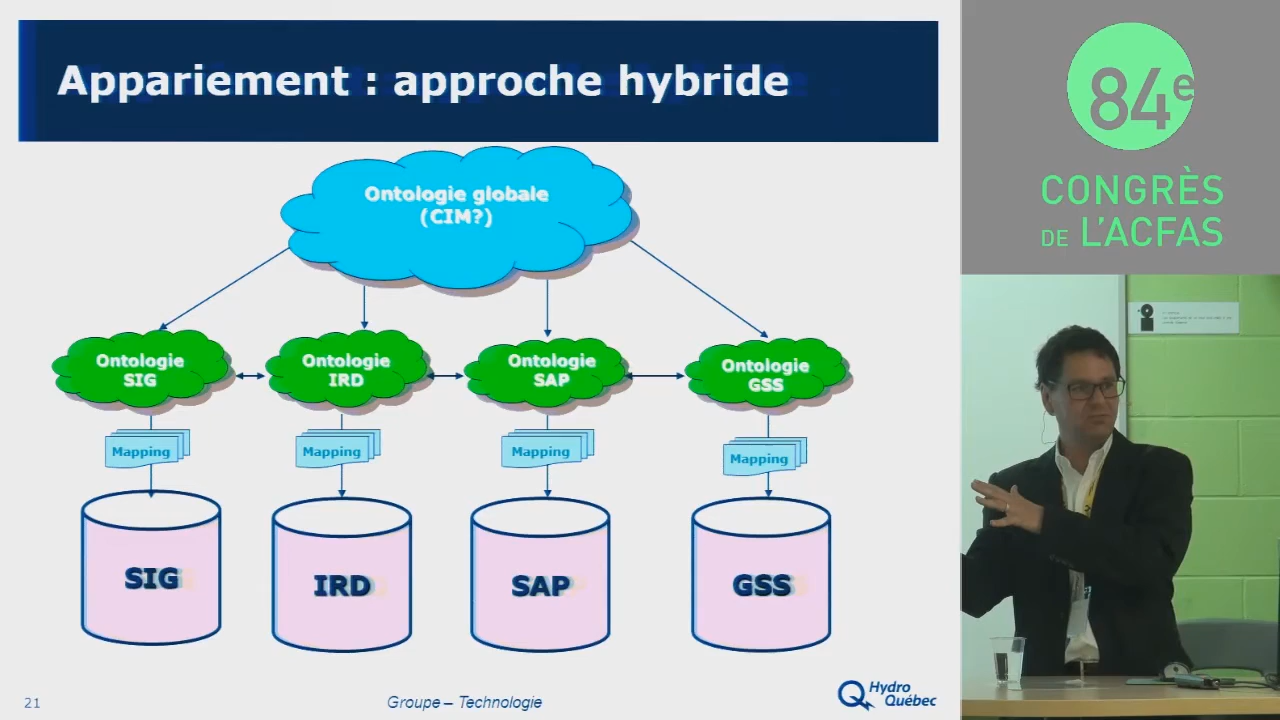 Appariement : approche hybride
Ontologie globale
(CIM?)
Ontologie
SIG
Ontologie
IRD
Ontologie
SAP
Ontologie
GSS
Mapping
Mapping
Mapping
Mapping
SIG
IRD
SAP
GSS
21
Groupe – Technologie
Hydro
Québec
84e
CONGRÈS
DE L'ACFAS